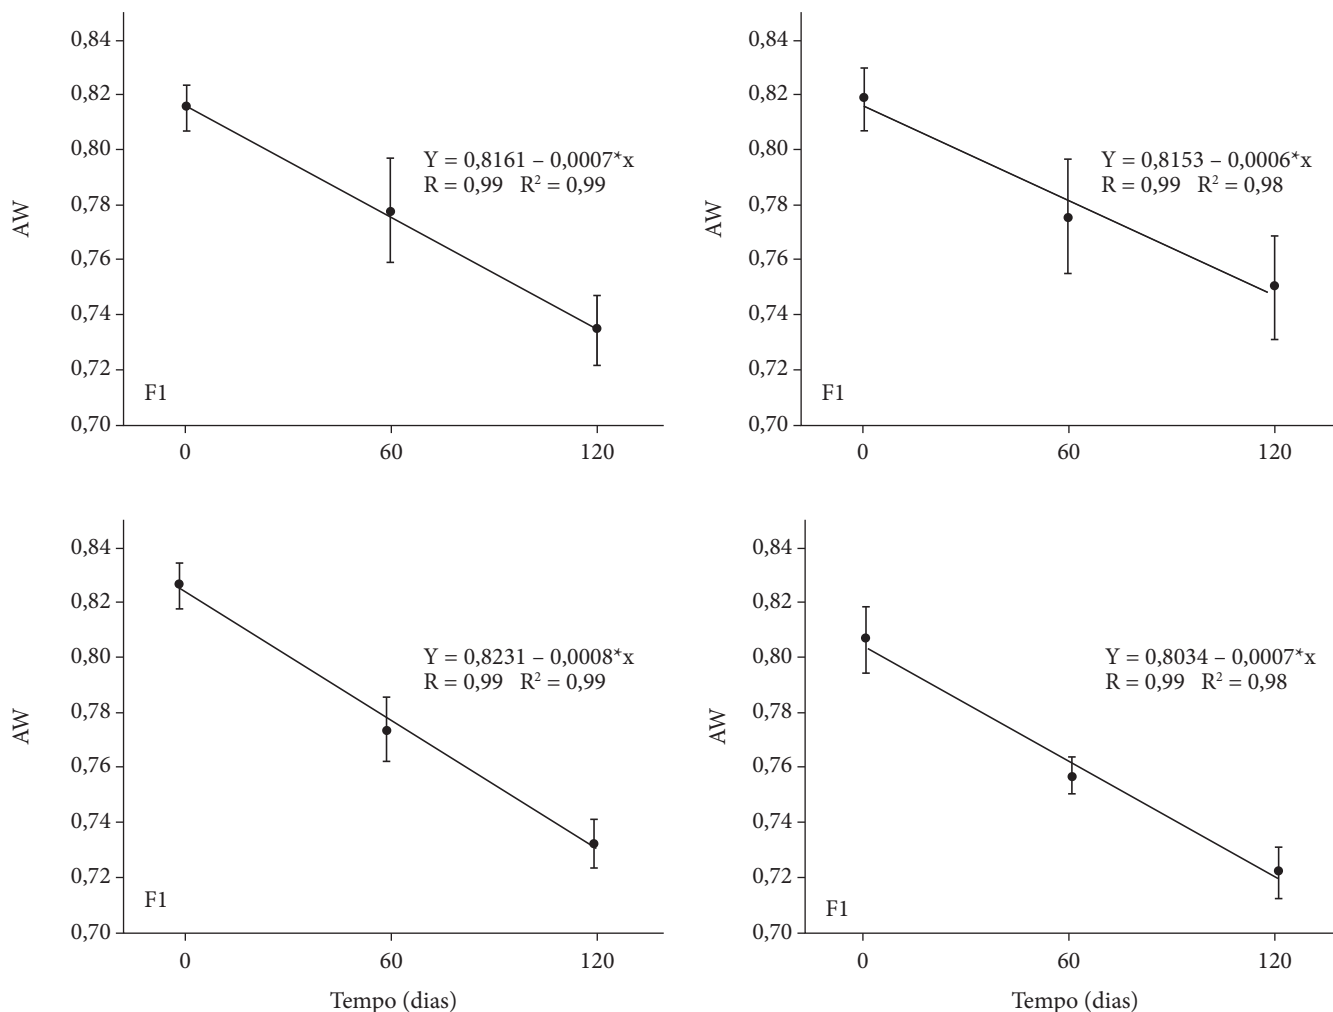 0,84
0,82
0,80
0,78
0,76
0,74
0,72
0,70
AW
Y = 0,8161 – 0,0007*x
R = 0,99 R² = 0,99
F1
0 60 120
0,84
0,82
0,80
0,78
0,76
0,74
0,72
0,70
AW
Y = 0,8153 – 0,0006*x
R = 0,99 R² = 0,98
F1
0 60 120
0,84
0,82
0,80
0,78
0,76
0,74
0,72
0,70
AW
Y = 0,8231 – 0,0008*x
R = 0,99 R² = 0,99
F1
0 60 120
Tempo (dias)
0,84
0,82
0,80
0,78
0,76
0,74
0,72
0,70
AW
Y = 0,8034 – 0,0007*x
R = 0,99 R² = 0,98
F1
0 60 120
Tempo (dias)